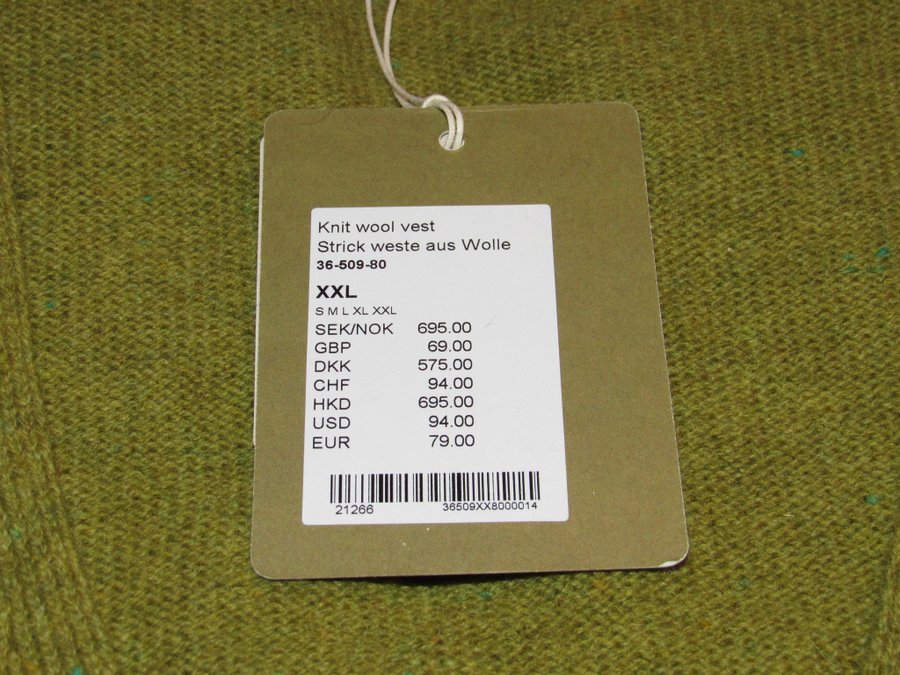 Knit wool vest
Strick weste aus Wolle
36-509-80
XXL
S M L XL XXL
SEK/NOK 695.00
GBP 69.00
DKK 575.00
CHF 94.00
HKD 695.00
USD 94.00
EUR 79.00
21266 36509XX8000014